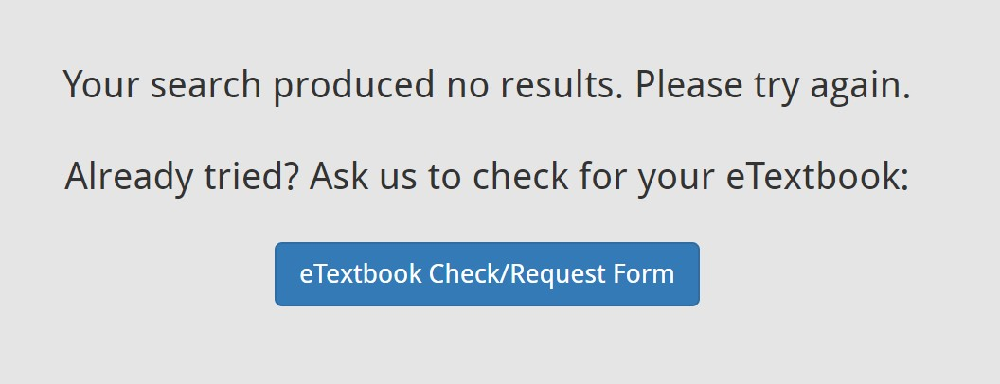 Your search produced no results. Please try again.
Already tried? Ask us to check for your eTextbook:
eTextbook Check/Request Form